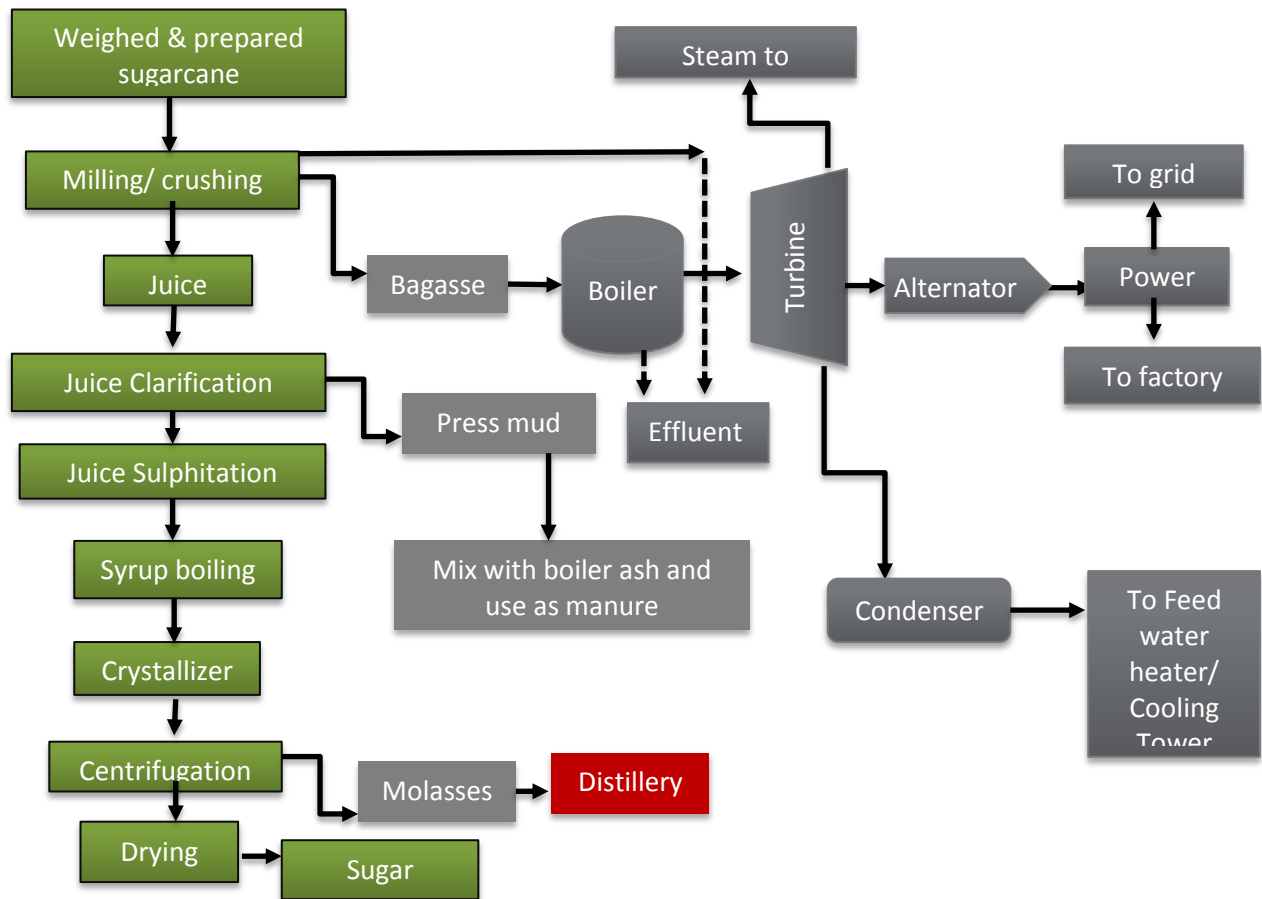 Weighed & prepared
sugarcane
Steam to
Milling/ crushing
To grid
Juice
Bagasse
Boiler
Turbine
Alternator
Power
Juice Clarification
To factory
Press mud
Effluent
Juice Sulphitation
Syrup boiling
Mix with boiler ash and
use as manure
Condenser
To Feed
water
heater/
Cooling
Tower
Crystallizer
Centrifugation
Molasses
Distillery
Drying
Sugar